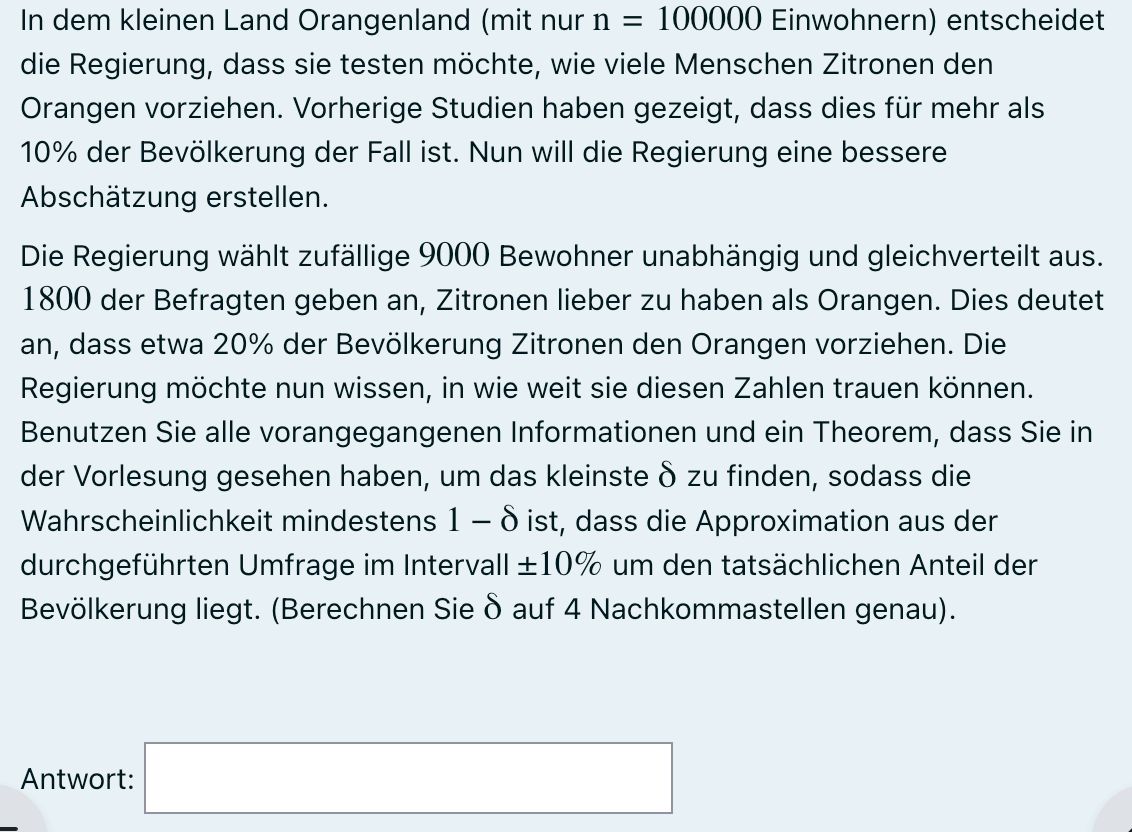 In dem kleinen Land Orangenland (mit nur n = 100000 Einwohnern) entscheidet
die Regierung, dass sie testen möchte, wie viele Menschen Zitronen den
Orangen vorziehen. Vorherige Studien haben gezeigt, dass dies für mehr als
10% der Bevölkerung der Fall ist. Nun will die Regierung eine bessere
Abschätzung erstellen.
Die Regierung wählt zufällige 9000 Bewohner unabhängig und gleichverteilt aus.
1800 der Befragten geben an, Zitronen lieber zu haben als Orangen. Dies deutet
an, dass etwa 20% der Bevölkerung Zitronen den Orangen vorziehen. Die
Regierung möchte nun wissen, in wie weit sie diesen Zahlen trauen können.
Benutzen Sie alle vorangegangenen Informationen und ein Theorem, dass Sie in
der Vorlesung gesehen haben, um das kleinste δ zu finden, sodass die
Wahrscheinlichkeit mindestens 1 − δ ist, dass die Approximation aus der
durchgeführten Umfrage im Intervall ±10% um den tatsächlichen Anteil der
Bevölkerung liegt. (Berechnen Sie δ auf 4 Nachkommastellen genau).
Antwort: